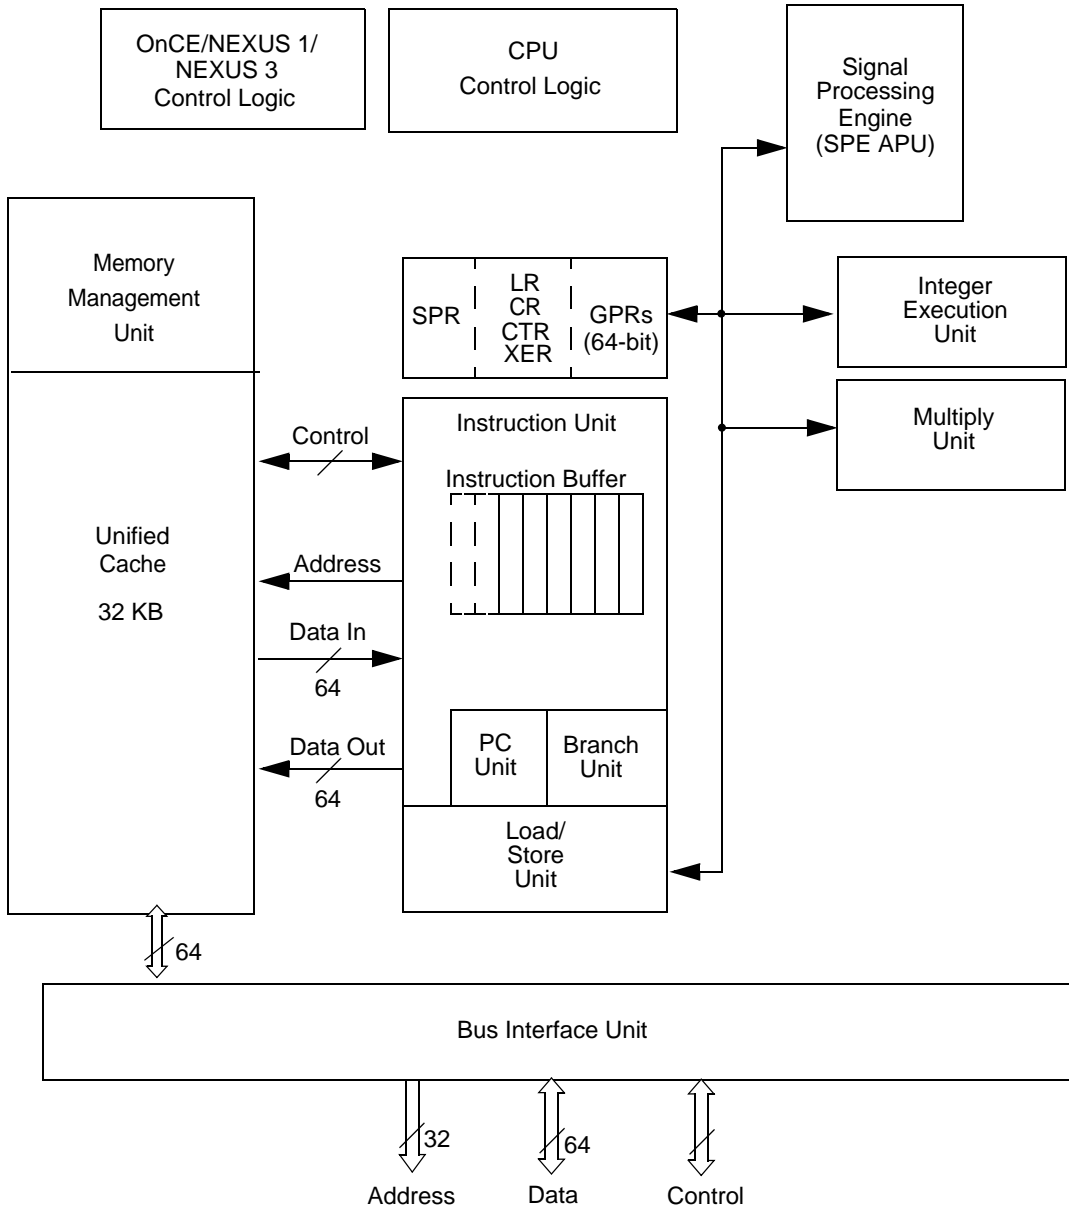 OnCE/NEXUS 1/
NEXUS 3
Control Logic
CPU
Control Logic
Signal
Processing
Engine
(SPE APU)
Memory
Management
Unit
SPR
LR
CR
CTR
XER
GPRs
(64-bit)
Integer
Execution
Unit
Multiply
Unit
Instruction Unit
Instruction Buffer
Control
Address
Data In
64
Data Out
64
Unified
Cache
32 KB
PC
Unit
Branch
Unit
Load/
Store
Unit
64
Bus Interface Unit
32
64
Address
Data
Control